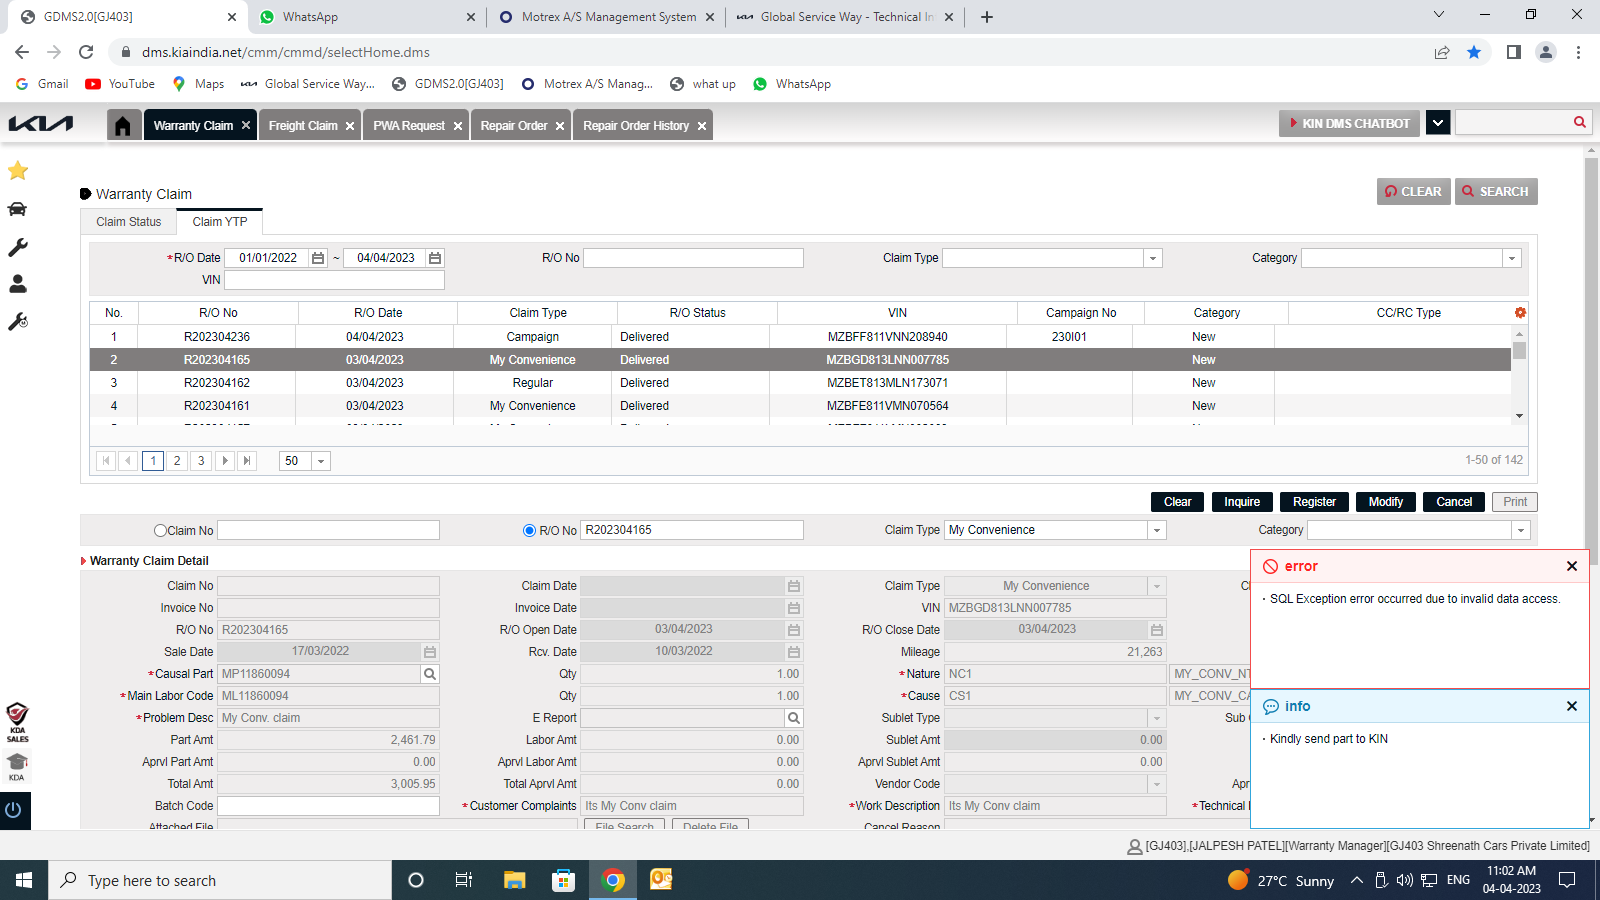 GDMS2.0[GJ403]
WhatsApp
Motrex A/S Management System
Global Service Way - Technical In
dms.kiaindia.net/cmm/cmmd/selectHome.dms
Gmail YouTube Maps Global Service Way... GDMS2.0[GJ403] Motrex A/S Manag... what up WhatsApp
KIA Warranty Claim Freight Claim PWA Request Repair Order Repair Order History KIN DMS CHATBOT
Warranty Claim CLEAR SEARCH
Claim Status Claim YTP
*R/O Date 01/01/2022 ~ 04/04/2023 R/O No Claim Type Category
VIN
No. R/O No R/O Date Claim Type R/O Status VIN Campaign No Category CC/RC Type
1 R202304236 04/04/2023 Campaign Delivered MZBFF811VNN208940 230I01 New
2 R202304165 03/04/2023 My Convenience Delivered MZBGD813LNN007785 New
3 R202304162 03/04/2023 Regular Delivered MZBET813MLN173071 New
4 R202304161 03/04/2023 My Convenience Delivered MZBFE811VMN070564 New
1 2 3 50 1-50 of 142
Clear Inquire Register Modify Cancel Print
Claim No R/O No R202304165 Claim Type My Convenience Category
Warranty Claim Detail
Claim No Claim Date Claim Type My Convenience
Invoice No Invoice Date VIN MZBGD813LNN007785
R/O No R202304165 R/O Open Date 03/04/2023 R/O Close Date 03/04/2023
Sale Date 17/03/2022 Rcv. Date 10/03/2022 Mileage 21,263
*Causal Part MP11860094 Qty 1.00 *Nature NC1 MY_CONV_NT
*Main Labor Code ML11860094 Qty 1.00 *Cause CS1 MY_CONV_CA
*Problem Desc My Conv. claim E Report Sublet Type Sub
Part Amt 2,461.79 Labor Amt 0.00 Sublet Amt 0.00
Aprvl Part Amt 0.00 Aprvl Labor Amt 0.00 Aprvl Sublet Amt 0.00
Total Amt 3,005.95 Total Aprvl Amt 0.00 Vendor Code Apr
Batch Code *Customer Complaints Its My Conv claim *Work Description Its My Conv claim *Technical
Attached File File Search Delete File Cancel Reason
error
· SQL Exception error occurred due to invalid data access.
info
· Kindly send part to KIN
KDA
SALES
KDA
[GJ403],[JALPESH PATEL][Warranty Manager][GJ403 Shreenath Cars Private Limited]
Type here to search
27°C Sunny
ENG
11:02 AM
04-04-2023